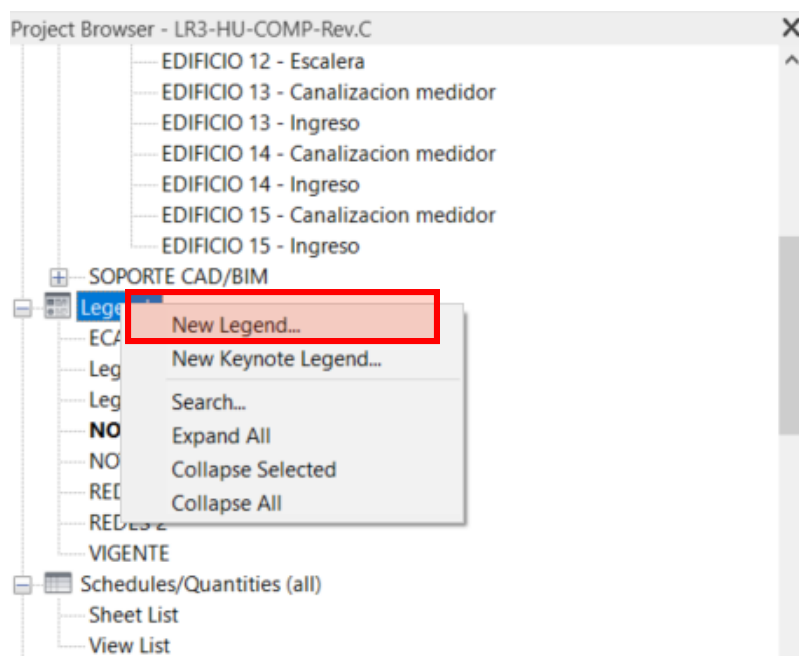 Project Browser - LR3-HU-COMP-Rev.C
EDIFICIO 12 - Escalera
EDIFICIO 13 - Canalizacion medidor
EDIFICIO 13 - Ingreso
EDIFICIO 14 - Canalizacion medidor
EDIFICIO 14 - Ingreso
EDIFICIO 15 - Canalizacion medidor
EDIFICIO 15 - Ingreso
SOPORTE CAD/BIM
New Legend...
New Keynote Legend...
Search...
Expand All
Collapse Selected
Collapse All
REDES 2
VIGENTE
Schedules/Quantities (all)
Sheet List
View List